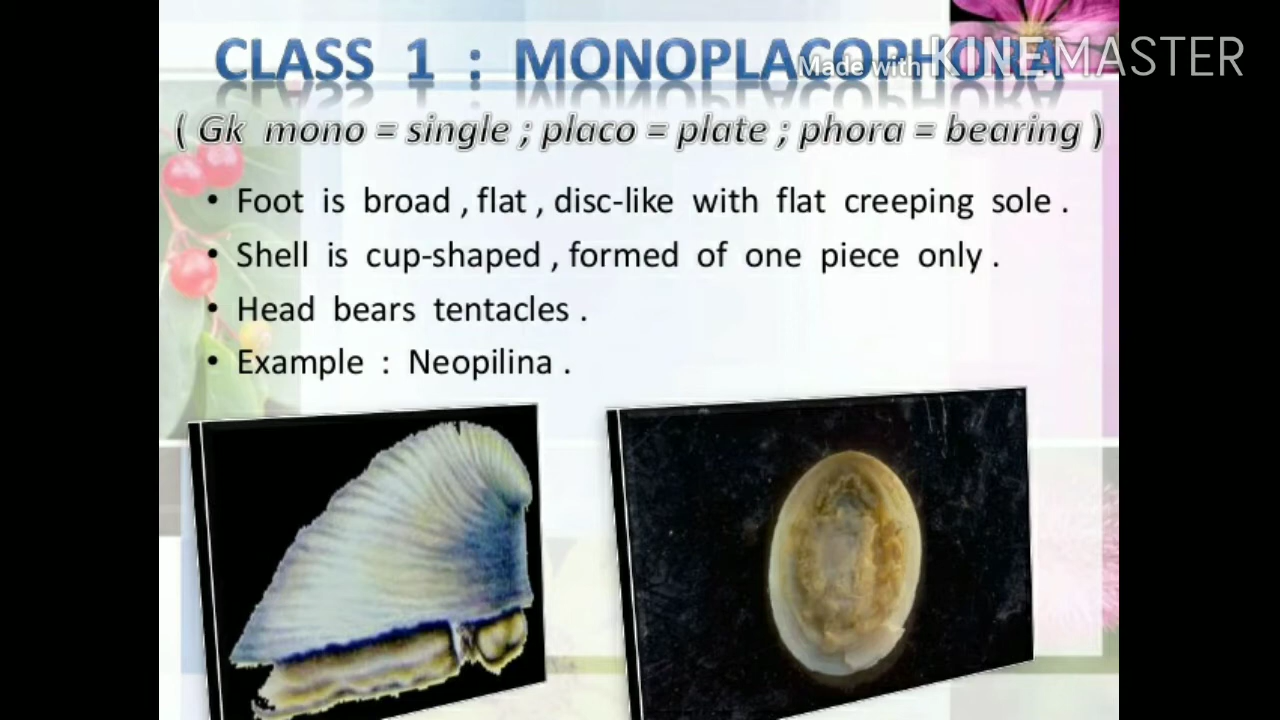 CLASS 1 : MONOPLACOPHORA
Made with KINEMASTER
( Gk mono = single ; placo = plate ; phora = bearing )
• Foot is broad , flat , disc-like with flat creeping sole .
• Shell is cup-shaped , formed of one piece only .
• Head bears tentacles .
• Example : Neopilina .